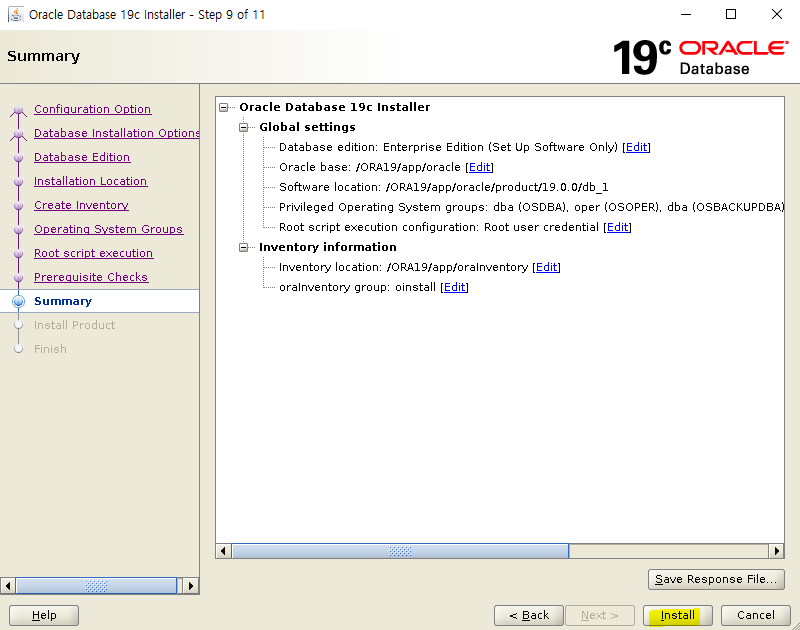 Oracle Database 19c Installer - Step 9 of 11
Summary
19c ORACLE
Database
Configuration Option
Database Installation Options
Database Edition
Installation Location
Create Inventory
Operating System Groups
Root script execution
Prerequisite Checks
Summary
Install Product
Finish
Oracle Database 19c Installer
Global settings
Database edition: Enterprise Edition (Set Up Software Only) [Edit]
Oracle base: /ORA19/app/oracle [Edit]
Software location: /ORA19/app/oracle/product/19.0.0/db_1
Privileged Operating System groups: dba (OSDBA), oper (OSOPER), dba (OSBACKUPDBA)
Root script execution configuration: Root user credential [Edit]
Inventory information
Inventory location: /ORA19/app/oraInventory [Edit]
oraInventory group: oinstall [Edit]
Save Response File...
Help
< Back
Next >
Install
Cancel